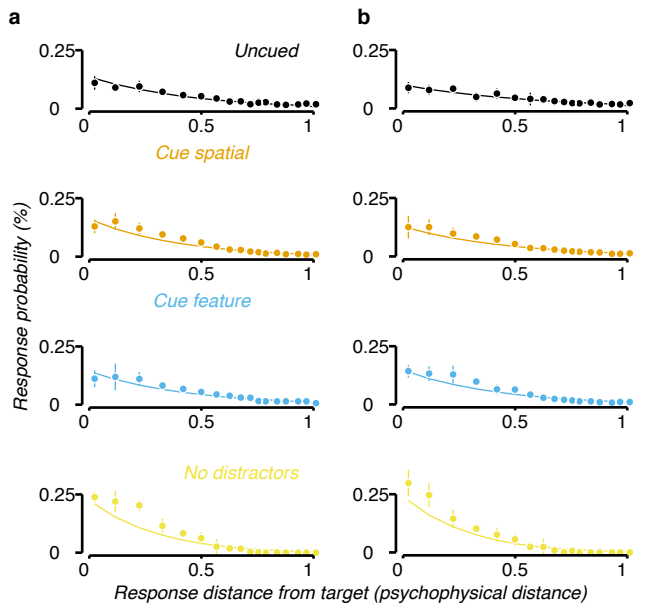 a
b
Uncued
0.25
0
0 0.5 1
0.25
0
0 0.5 1
Cue spatial
0.25
0
0 0.5 1
0.25
0
0 0.5 1
Cue feature
0.25
0
0 0.5 1
0.25
0
0 0.5 1
No distractors
0.25
0
0 0.5 1
0.25
0
0 0.5 1
Response probability (%)
Response distance from target (psychophysical distance)